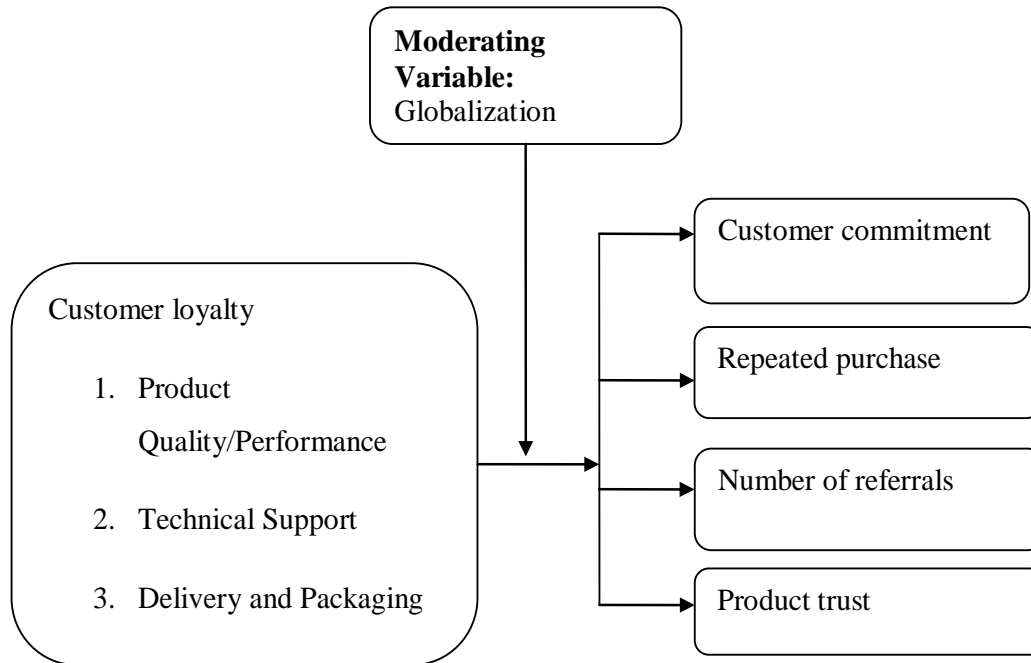 Moderating
Variable:
Globalization
Customer commitment
Customer loyalty
Repeated purchase
1. Product
Quality/Performance
Number of referrals
2. Technical Support
3. Delivery and Packaging
Product trust